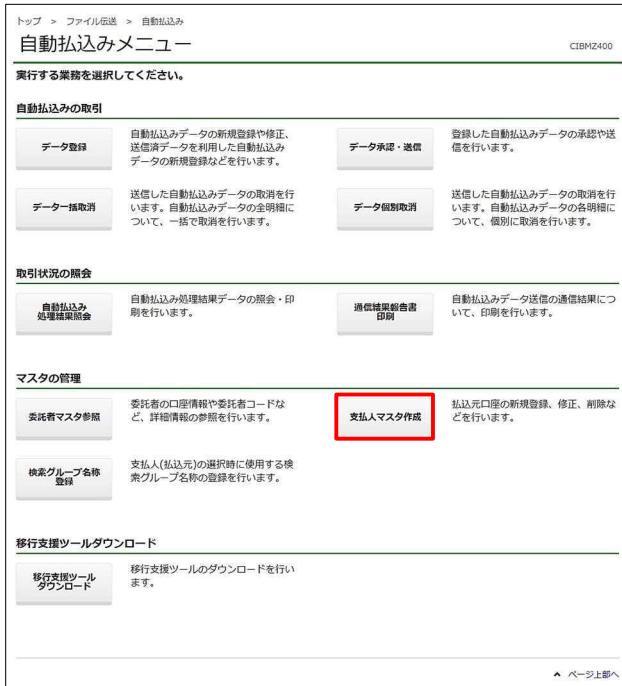 トップ > ファイル伝送 > 自動払込み
自動払込みメニュー
CIBMZ400
実行する業務を選択してください。
自動払込みの取引
データ登録
自動払込みデータの新規登録や修正、
送信済データを利用した自動払込み
データの新規登録などを行います。
データ承認・送信
登録した自動払込みデータの承認や送
信を行います。
データ一括取消
送信した自動払込みデータの取消を行
います。自動払込みデータの全明細に
ついて、一括で取消を行います。
データ個別取消
送信した自動払込みデータの取消を行
います。自動払込みデータの各明細に
ついて、個別に取消を行います。
取引状況の照会
自動払込み
処理結果照会
自動払込み処理結果データの照会・印
刷を行います。
通信結果報告書
印刷
自動払込みデータ送信の通信結果につ
いて、印刷を行います。
マスタの管理
委託者マスタ参照
委託者の口座情報や委託者コードな
ど、詳細情報の参照を行います。
支払人マスタ作成
払込元口座の新規登録、修正、削除な
どを行います。
検索グループ名称
登録
支払人(払込元)の選択時に使用する検
索グループ名称の登録を行います。
移行支援ツールダウンロード
移行支援ツール
ダウンロード
移行支援ツールのダウンロードを行い
ます。
ページ上部へ